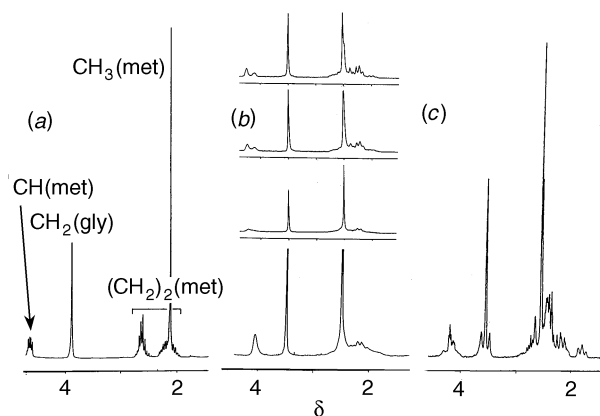 CH3(met)
(a)
(b)
(c)
CH(met)
CH2(gly)
(CH2)2(met)
4 2 4 2 4 2
δ